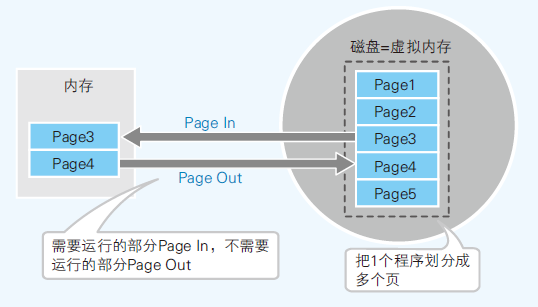 磁盘=虚拟内存
内存
Page1
Page2
Page In
Page3
Page3
Page4
Page4
Page Out
Page5
需要运行的部分Page In，不需要
运行的部分Page Out
把1个程序划分成
多个页